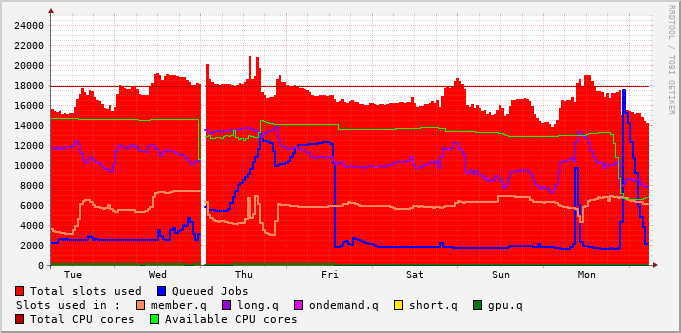 RRDTOOL / TOBI OETIKER
24000
22000
20000
18000
16000
14000
12000
10000
8000
6000
4000
2000
0
Tue Wed Thu Fri Sat Sun Mon
Total slots used Queued Jobs
Slots used in : member.q long.q ondemand.q short.q gpu.q
Total CPU cores Available CPU cores